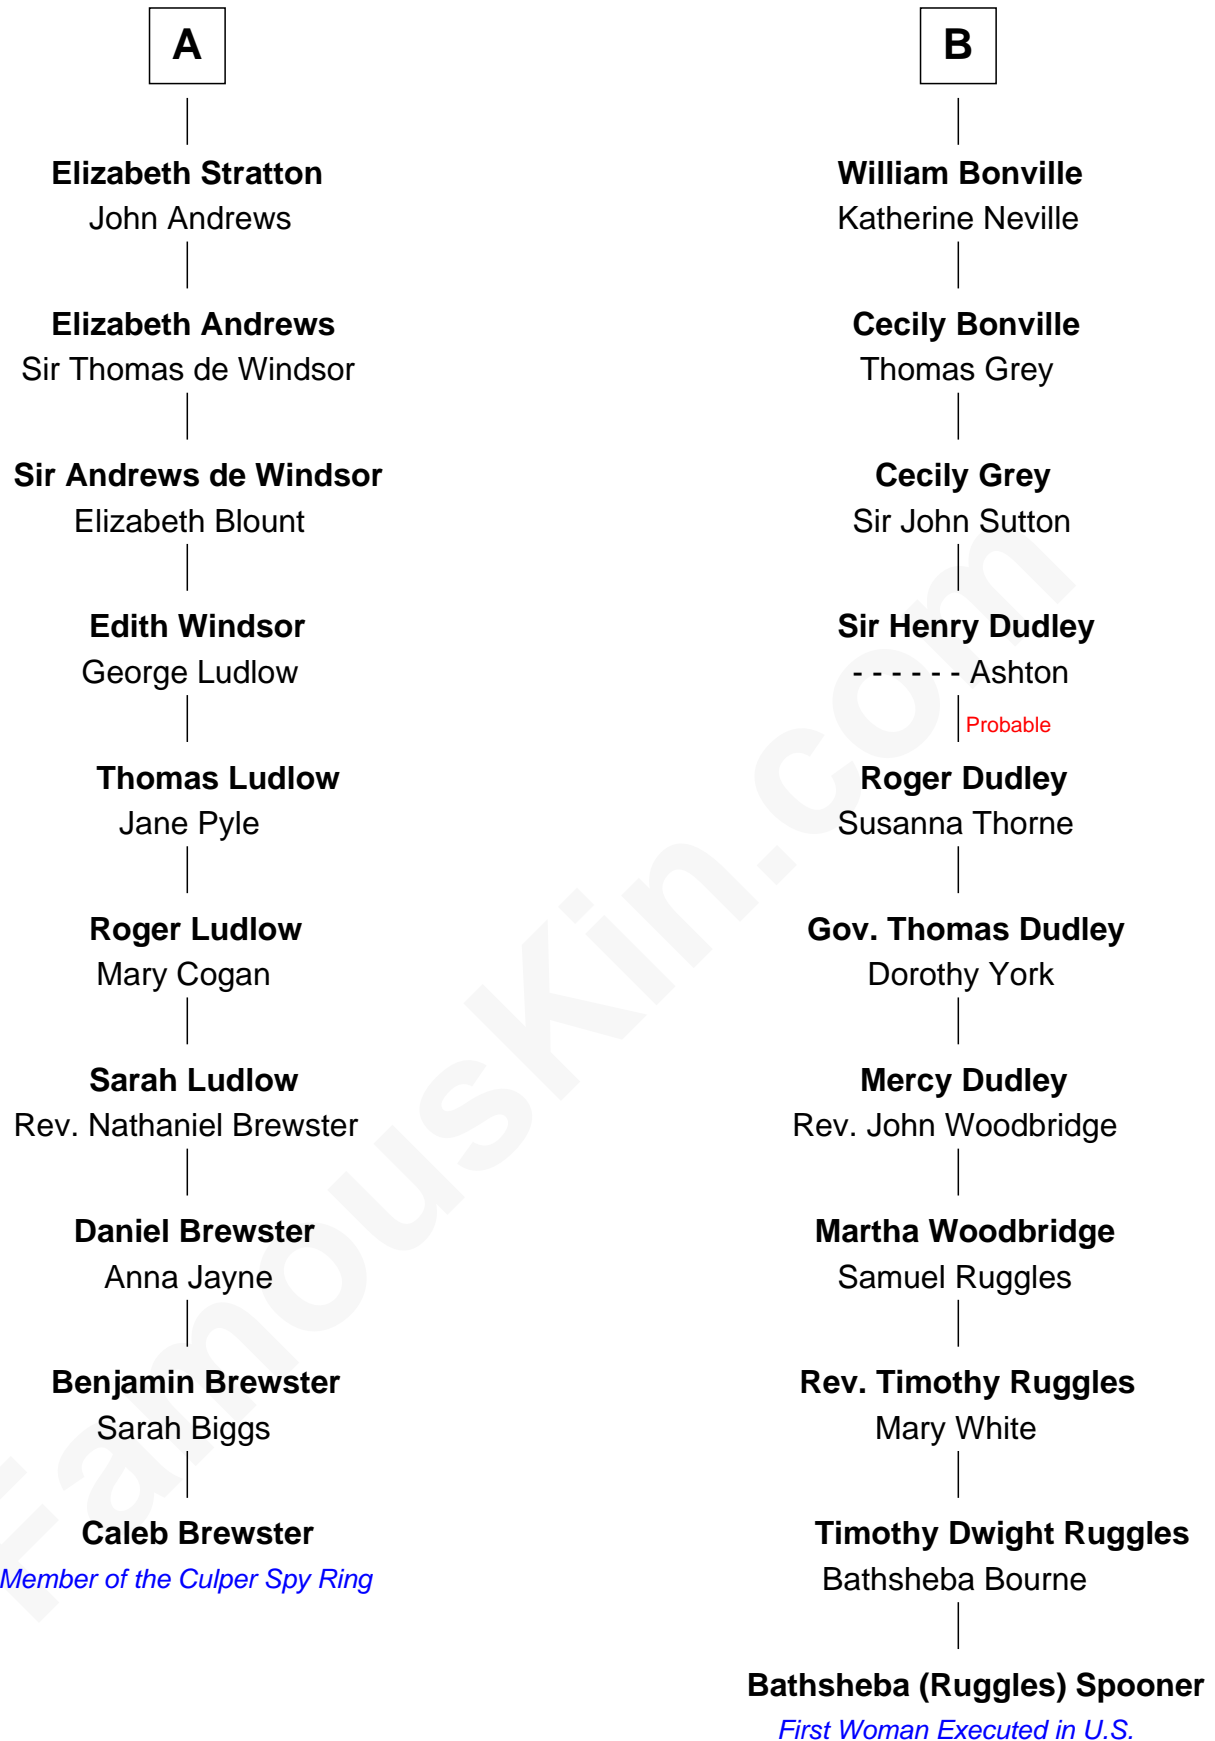 A
Elizabeth Stratton
John Andrews
Elizabeth Andrews
Sir Thomas de Windsor
Sir Andrews de Windsor
Elizabeth Blount
Edith Windsor
George Ludlow
Thomas Ludlow
Jane Pyle
Roger Ludlow
Mary Cogan
Sarah Ludlow
Rev. Nathaniel Brewster
Daniel Brewster
Anna Jayne
Benjamin Brewster
Sarah Biggs
Caleb Brewster
Member of the Culper Spy Ring
B
William Bonville
Katherine Neville
Cecily Bonville
Thomas Grey
Cecily Grey
Sir John Sutton
Sir Henry Dudley
- - - - - - Ashton
Probable
Roger Dudley
Susanna Thorne
Gov. Thomas Dudley
Dorothy York
Mercy Dudley
Rev. John Woodbridge
Martha Woodbridge
Samuel Ruggles
Rev. Timothy Ruggles
Mary White
Timothy Dwight Ruggles
Bathsheba Bourne
Bathsheba (Ruggles) Spooner
First Woman Executed in U.S.
FamousKin.com